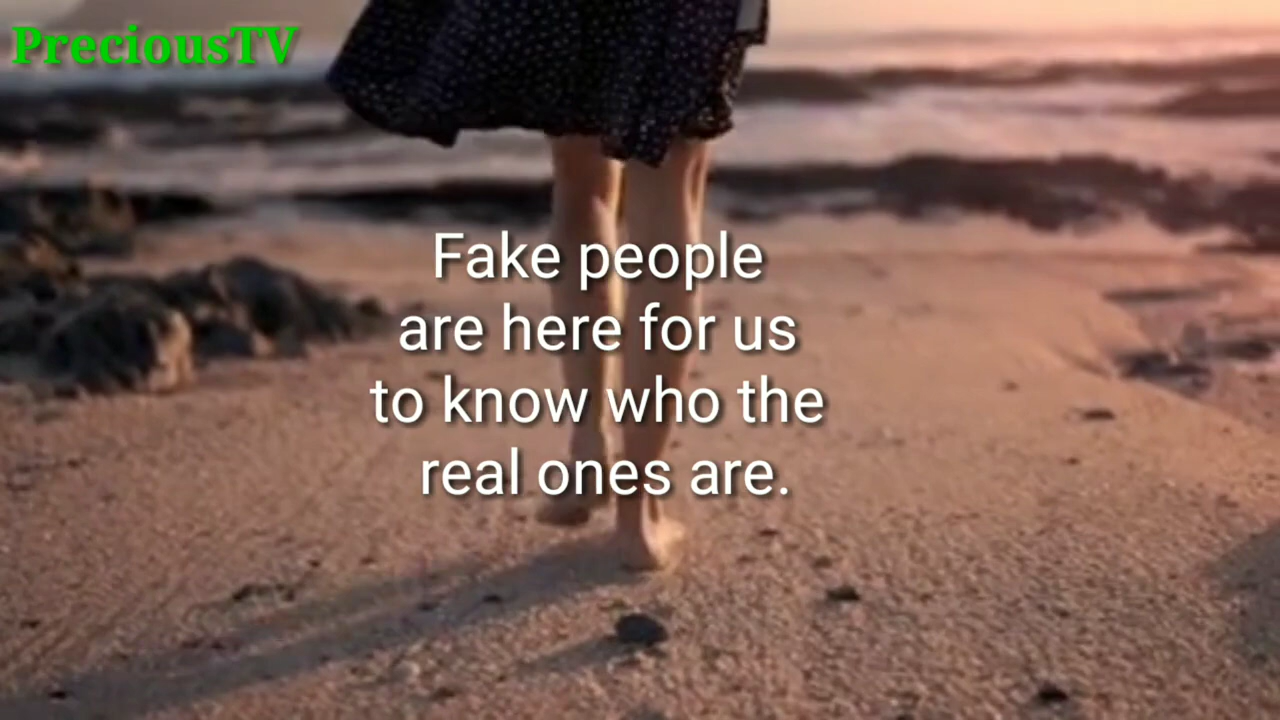 PreciousTV
Fake people
are here for us
to know who the
real ones are.